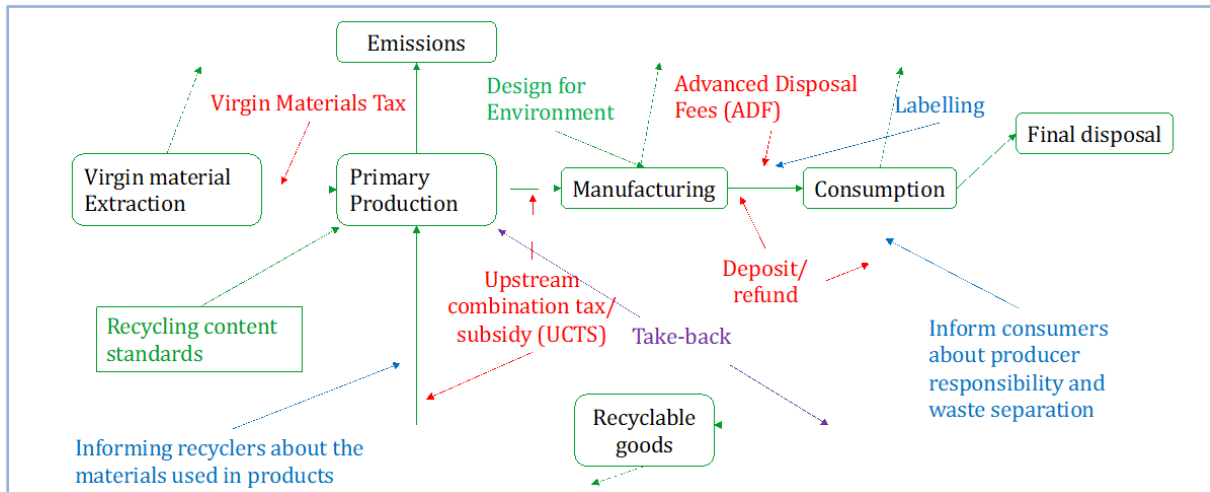 Emissions
Virgin Materials Tax
Design for
Environment
Advanced Disposal
Fees (ADF)
Labelling
Final disposal
Virgin material
Extraction
Primary
Production
Manufacturing
Consumption
Recycling content
standards
Upstream
combination tax/
subsidy (UCTS)
Take-back
Deposit/
refund
Inform consumers
about producer
responsibility and
waste separation
Recyclable
goods
Informing recyclers about the
materials used in products